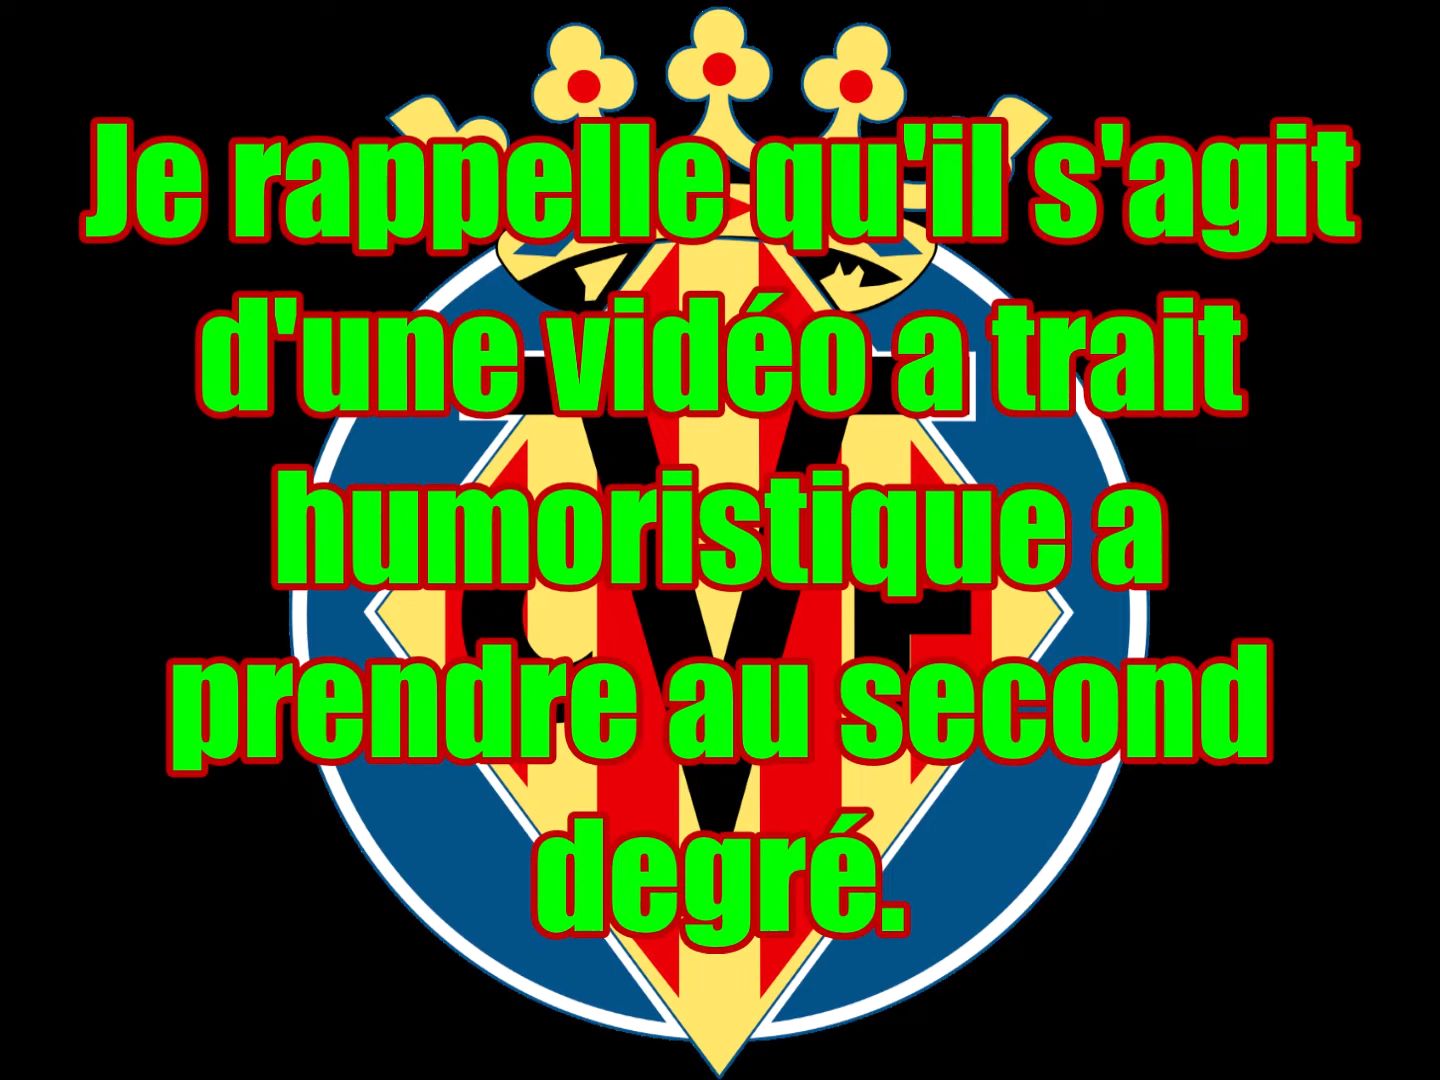 Je rappelle qu'il s'agit
d'une vidéo a trait
humoristique a
prendre au second
degré.